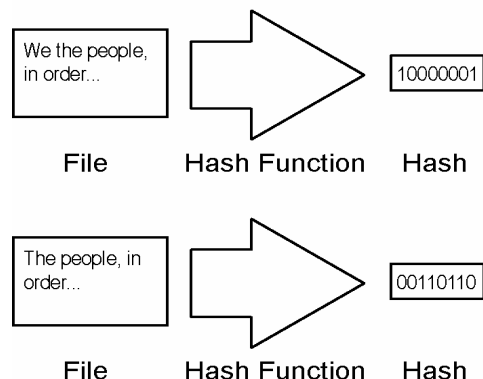 We the people,
in order...
10000001
File Hash Function Hash
The people, in
order...
00110110
File Hash Function Hash